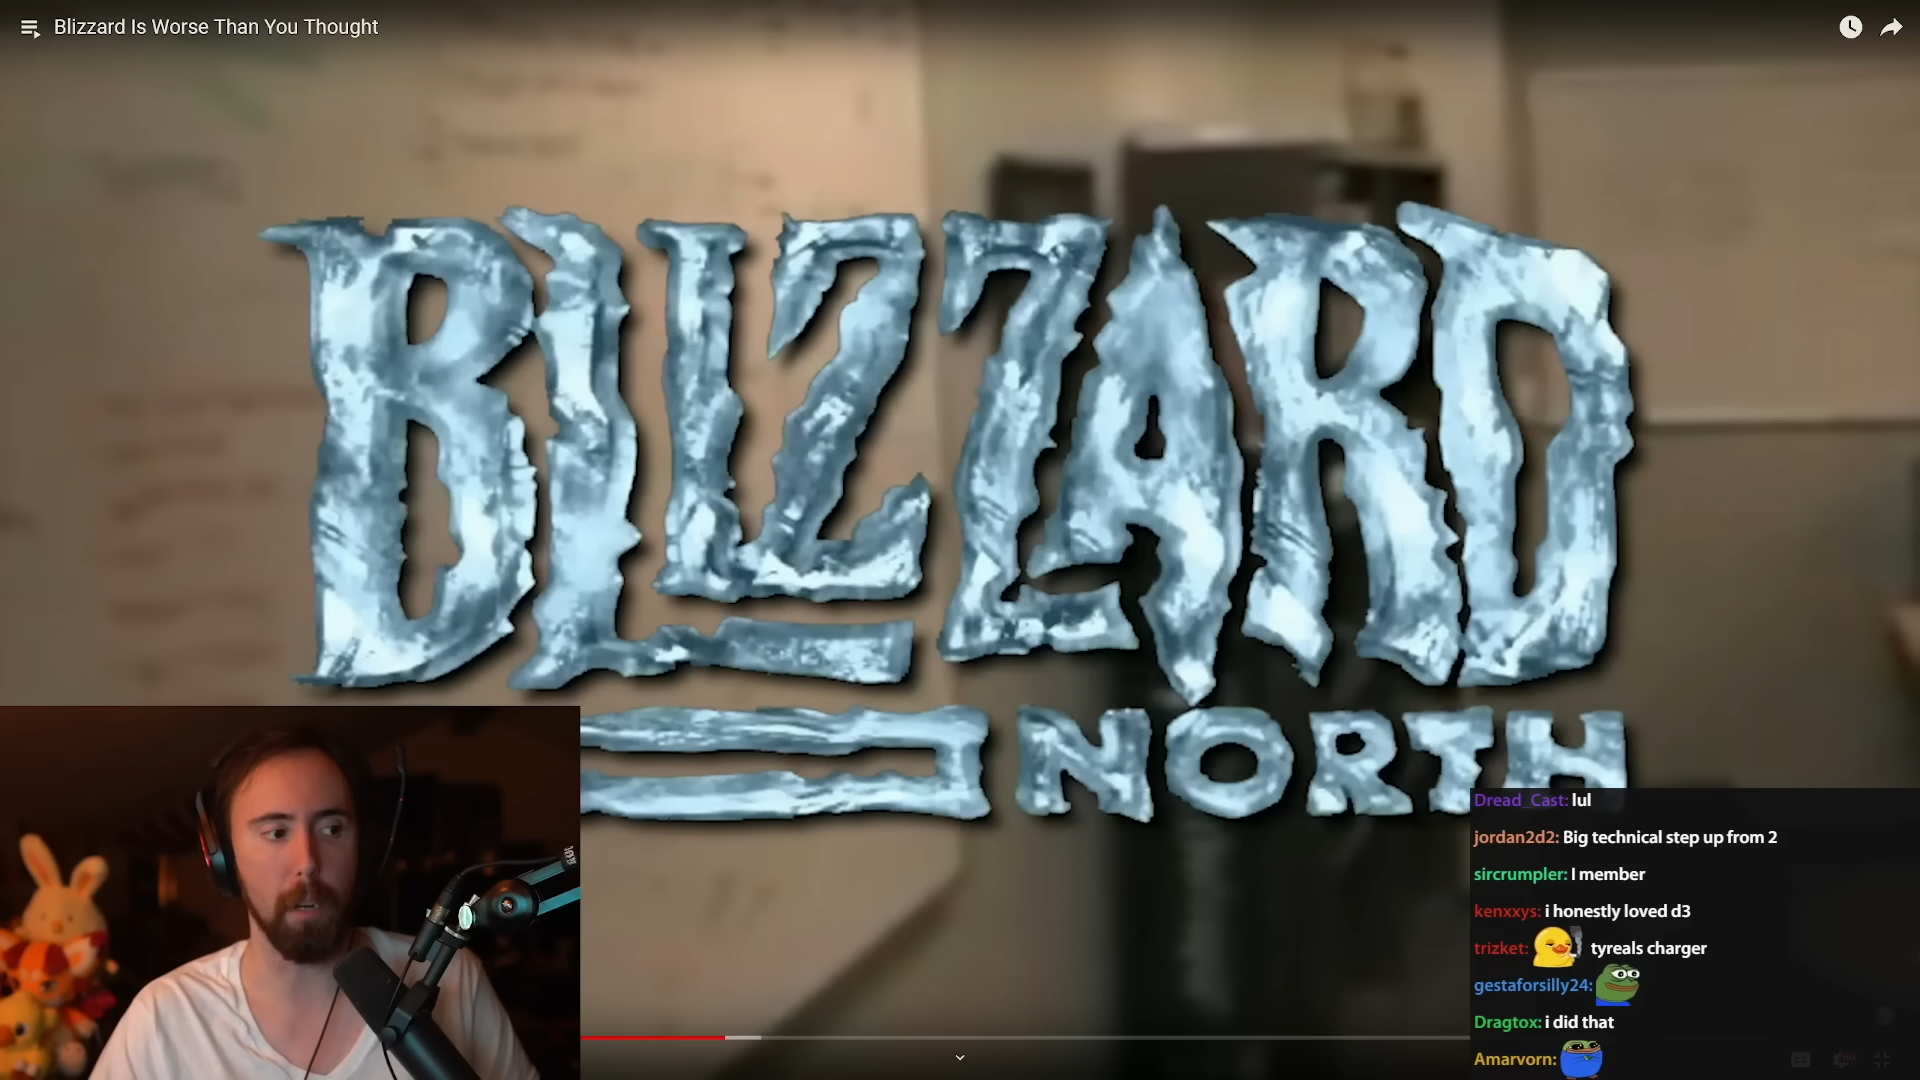 Blizzard Is Worse Than You Thought
BLIZZARD
NORTH
Dread_Cast: lul
jordan2d2: Big technical step up from 2
sircrumpler: I member
kenxxys: i honestly loved d3
trizket: tyreals charger
gestaforsilly24:
Dragtox: i did that
Amarvorn: